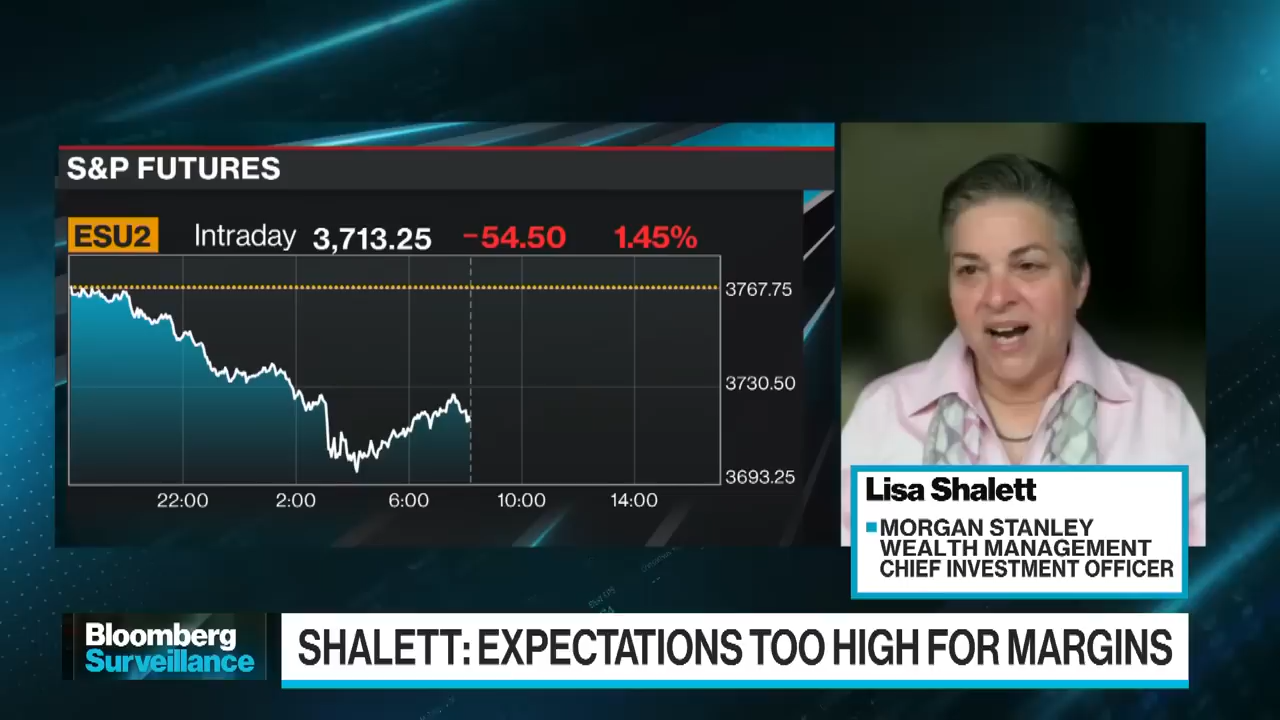 S&P FUTURES
ESU2 Intraday 3,713.25 -54.50 1.45%
3767.75
3730.50
3693.25
22:00 2:00 6:00 10:00 14:00
Lisa Shalett
MORGAN STANLEY
WEALTH MANAGEMENT
CHIEF INVESTMENT OFFICER
Bloomberg
Surveillance
SHALETT: EXPECTATIONS TOO HIGH FOR MARGINS